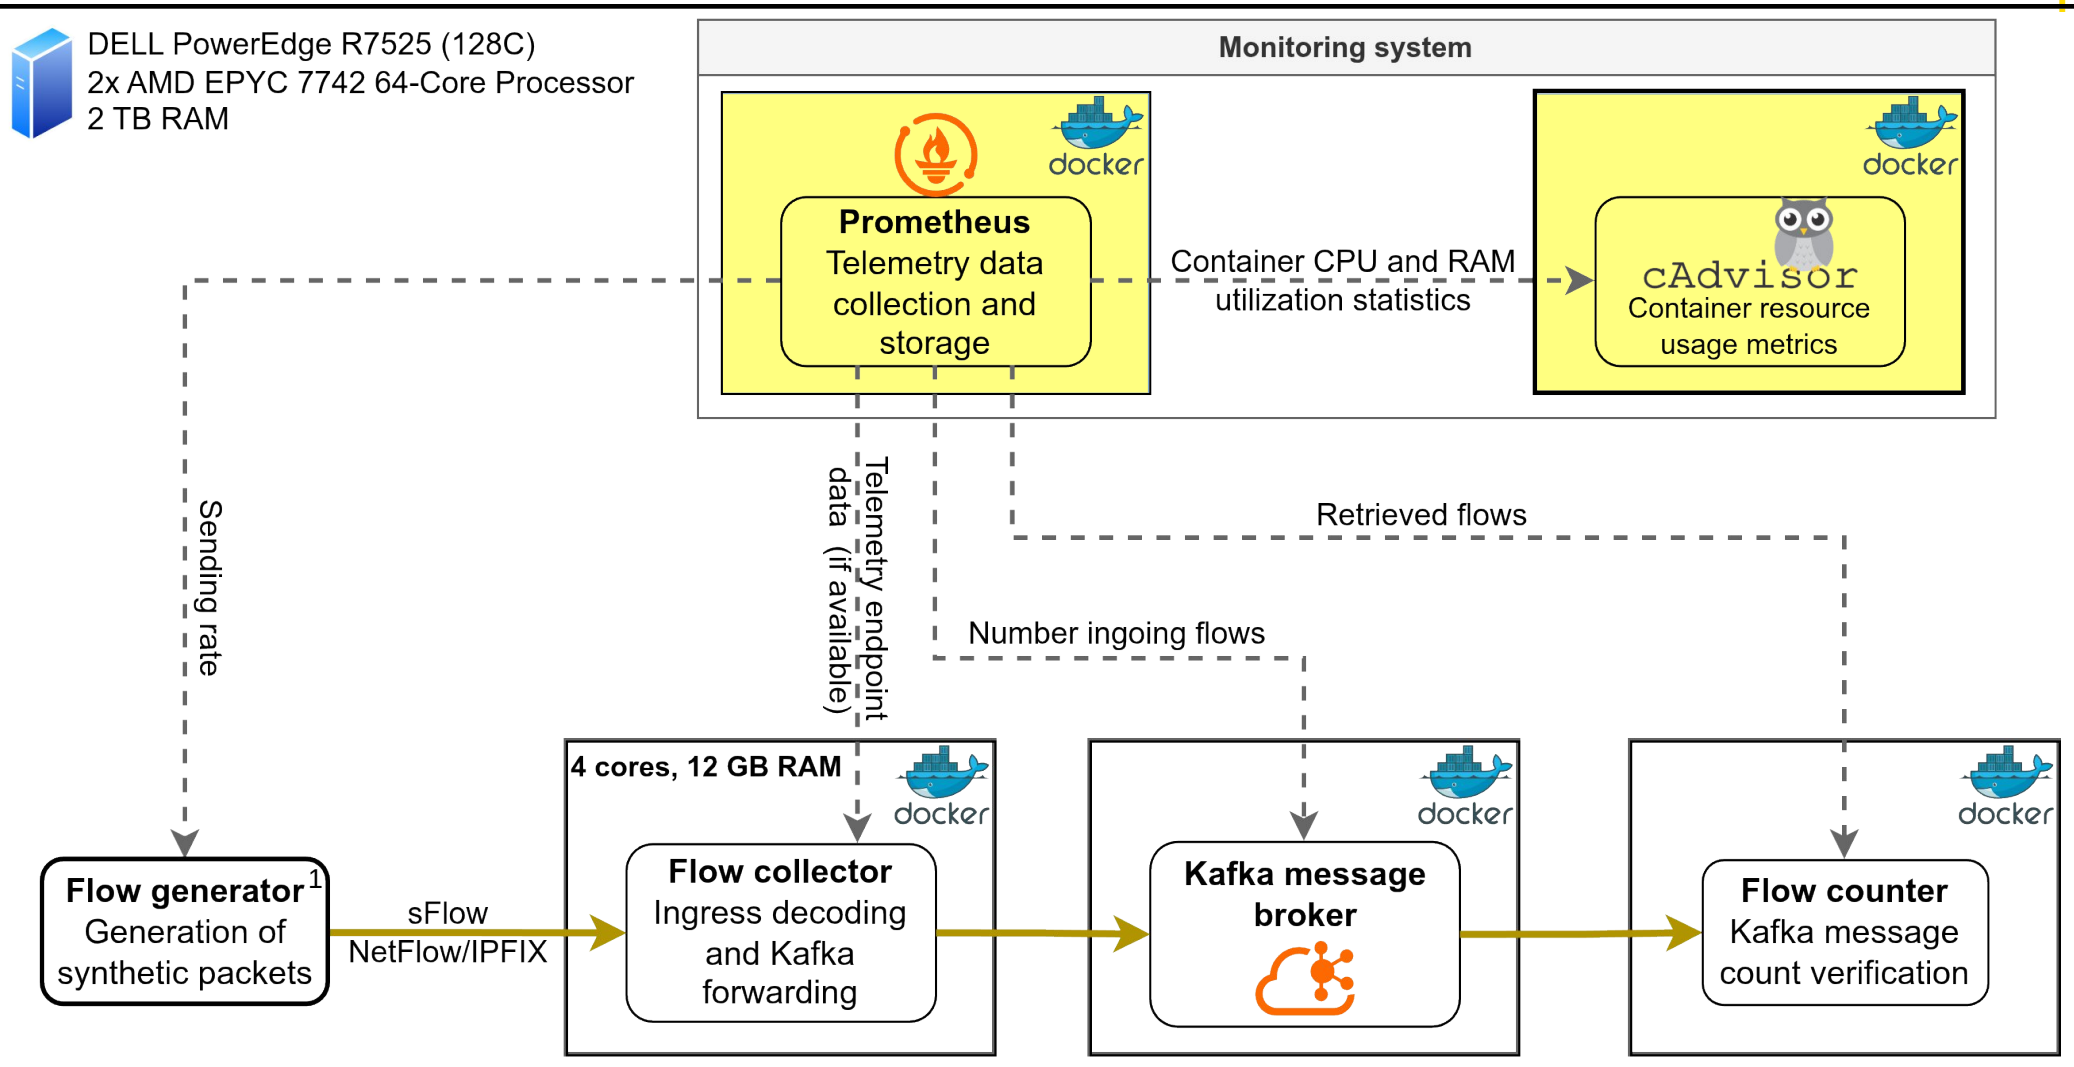 DELL PowerEdge R7525 (128C)
2x AMD EPYC 7742 64-Core Processor
2 TB RAM
Monitoring system
docker
Prometheus
Telemetry data
collection and
storage
Container CPU and RAM
utilization statistics
docker
cAdvisor
Container resource
usage metrics
Sending rate
Telemetry endpoint
data (if available)
Number ingoing flows
Retrieved flows
Flow generator1
Generation of
synthetic packets
sFlow
NetFlow/IPFIX
4 cores, 12 GB RAM
docker
Flow collector
Ingress decoding
and Kafka
forwarding
docker
Kafka message
broker
docker
Flow counter
Kafka message
count verification